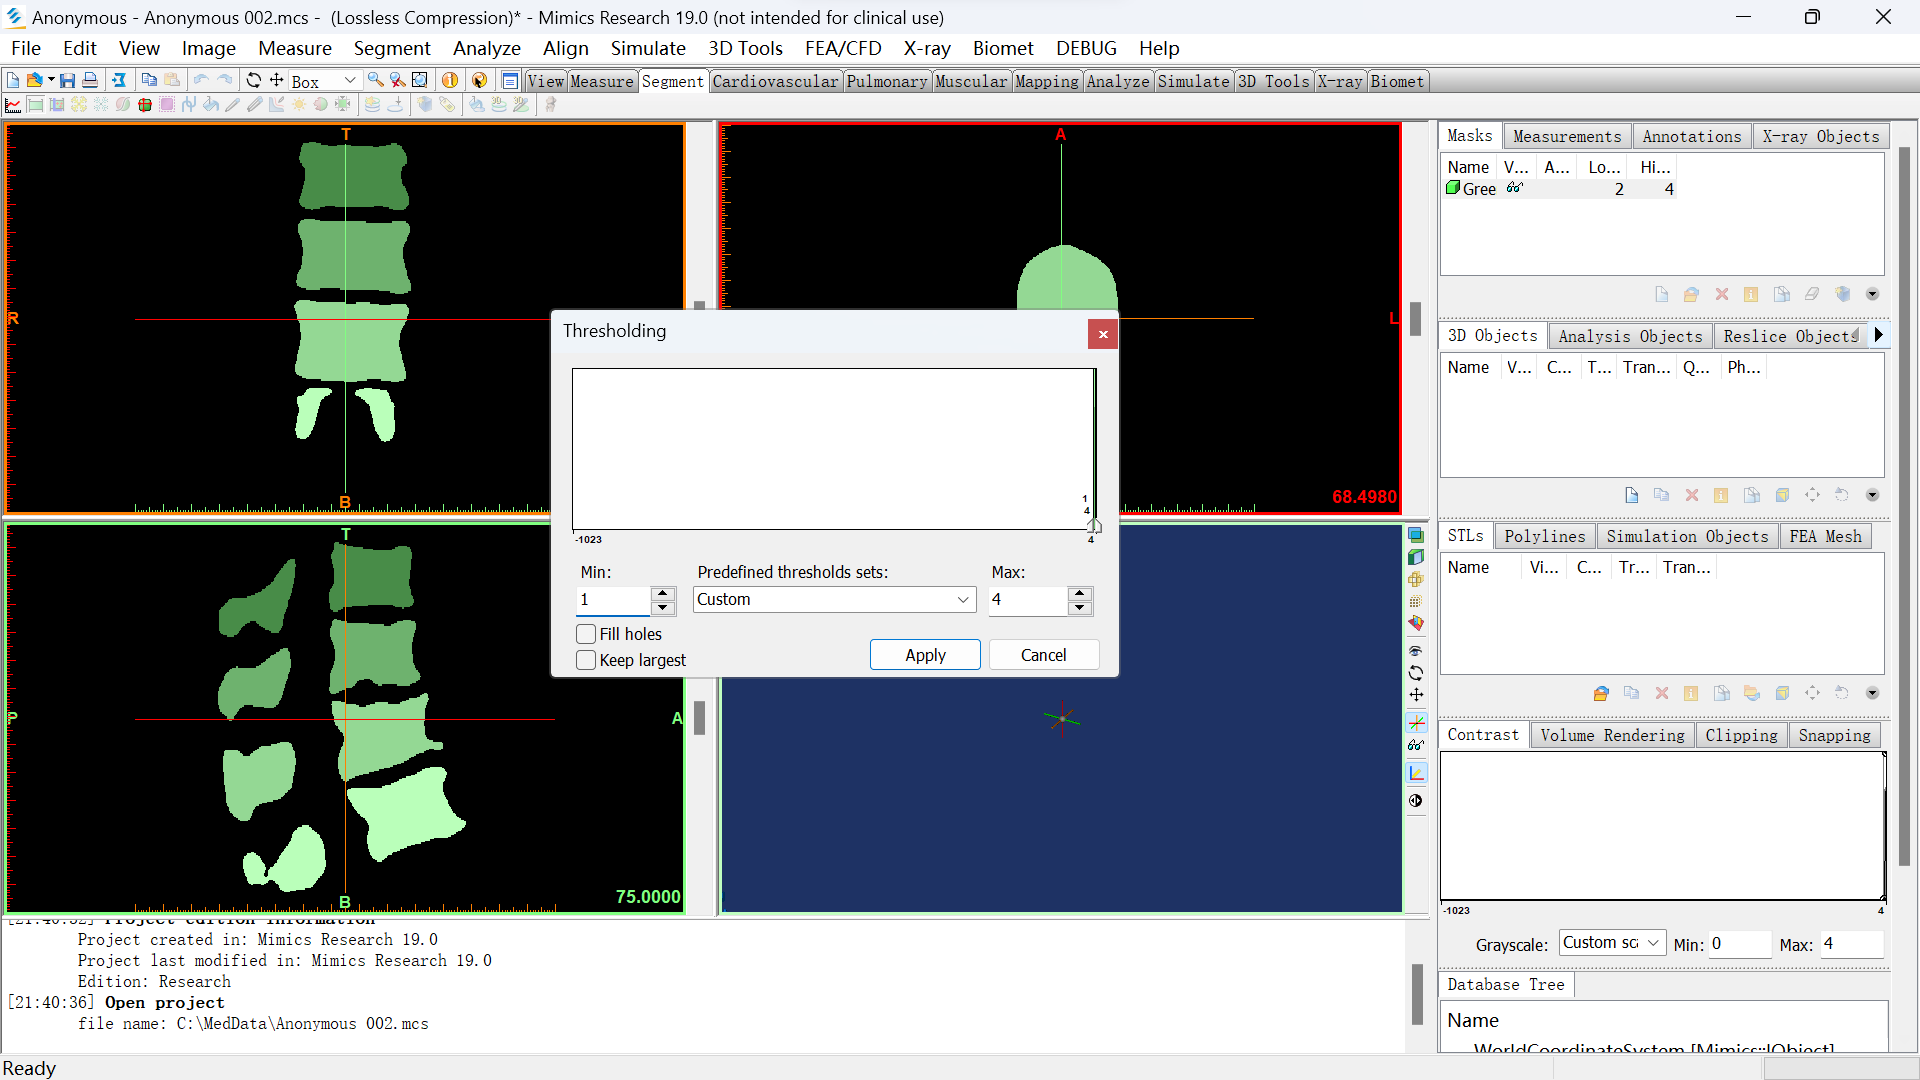 Anonymous - Anonymous 002.mcs - (Lossless Compression)* - Mimics Research 19.0 (not intended for clinical use)
File Edit View Image Measure Segment Analyze Align Simulate 3D Tools FEA/CFD X-ray Biomet DEBUG Help
Box
View Measure Segment Cardiovascular Pulmonary Muscular Mapping Analyze Simulate 3D Tools X-ray Biomet
T
R
B
A
L
68.4980
T
P
A
B
75.0000
Thresholding
1
4
-1023
4
Min:
Predefined thresholds sets:
Max:
1
Custom
4
Fill holes
Keep largest
Apply
Cancel
Masks Measurements Annotations X-ray Objects
Name V... A... Lo... Hi...
Gree 2 4
3D Objects Analysis Objects Reslice Objects
Name V... C... T... Tran... Q... Ph...
STLs Polylines Simulation Objects FEA Mesh
Name Vi... C... Tr... Tran...
Contrast Volume Rendering Clipping Snapping
-1023
4
Grayscale: Custom sca Min: 0 Max: 4
Database Tree
Name
WorldCoordinateSystem [Mimics::IObject]
[21:40:32] Project edition information
Project created in: Mimics Research 19.0
Project last modified in: Mimics Research 19.0
Edition: Research
[21:40:36] Open project
file name: C:\MedData\Anonymous 002.mcs
Ready